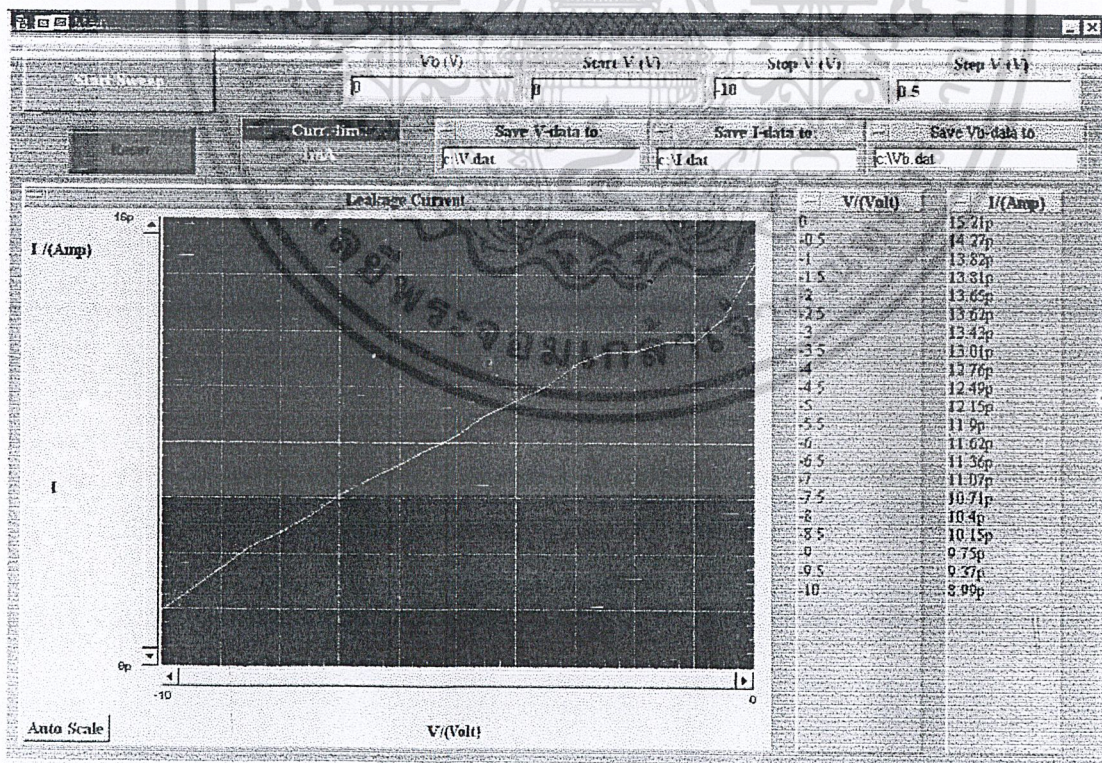 Start Sweep
Vb (V)
0
Start V (V)
0
Stop V (V)
-10
Step V (V)
0.5
Reset
Curr. lim
1mA
Save V-data to:
c:\V.dat
Save I-data to:
c:\I.dat
Save Vb-data to
c:\Vb.dat
Leakage Current
I /(Amp)
16p
I
0p
-10
0
V/(Volt)
Auto Scale
V/(Volt) I/(Amp)
0 15.21p
-0.5 14.27p
-1 13.82p
-1.5 13.81p
-2 13.65p
-2.5 13.62p
-3 13.42p
-3.5 13.01p
-4 12.76p
-4.5 12.49p
-5 12.15p
-5.5 11.9p
-6 11.62p
-6.5 11.36p
-7 11.07p
-7.5 10.71p
-8 10.4p
-8.5 10.15p
-9 9.75p
-9.5 9.37p
-10 8.99p